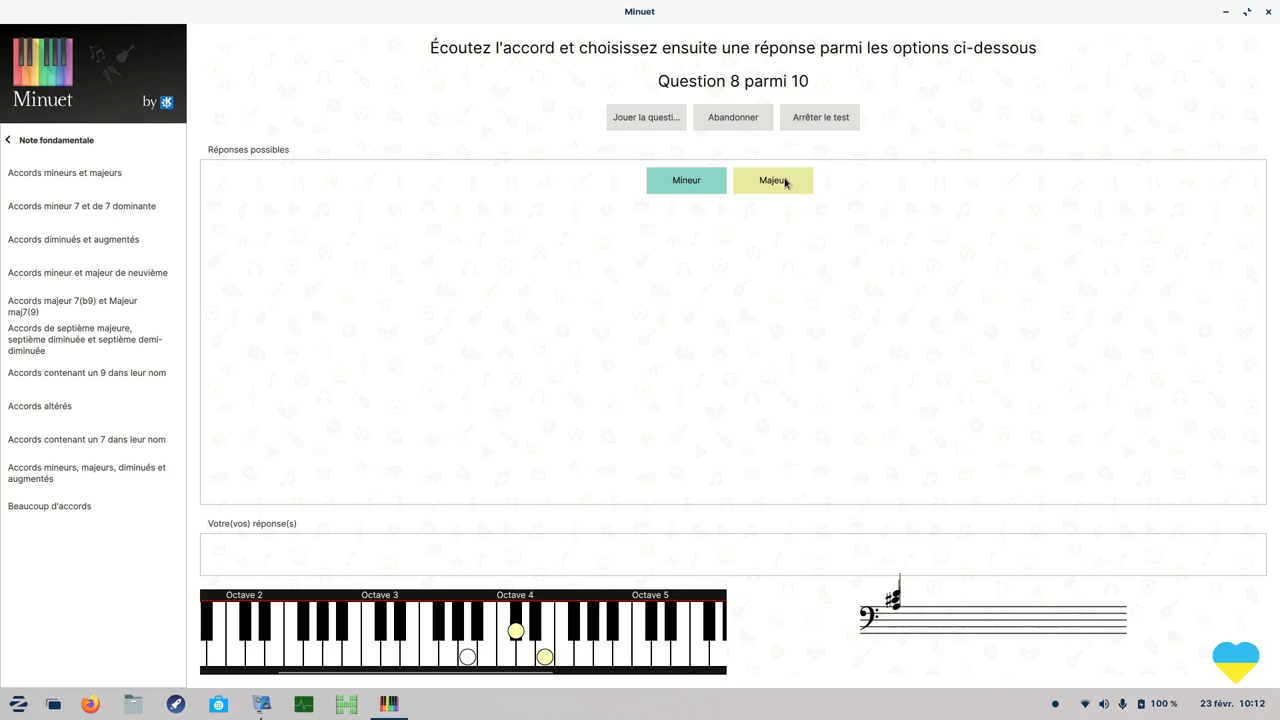 Minuet
Minuet
by
Écoutez l'accord et choisissez ensuite une réponse parmi les options ci-dessous
Question 8 parmi 10
Jouer la questi...
Abandonner
Arrêter le test
Note fondamentale
Accords mineurs et majeurs
Accords mineur 7 et de 7 dominante
Accords diminués et augmentés
Accords mineur et majeur de neuvième
Accords majeur 7(b9) et Majeur
maj7(9)
Accords de septième majeure,
septième diminuée et septième demi-
diminuée
Accords contenant un 9 dans leur nom
Accords altérés
Accords contenant un 7 dans leur nom
Accords mineurs, majeurs, diminués et
augmentés
Beaucoup d'accords
Réponses possibles
Mineur
Majeur
Votre(vos) réponse(s)
Octave 2
Octave 3
Octave 4
Octave 5
100 %
23 févr. 10:12